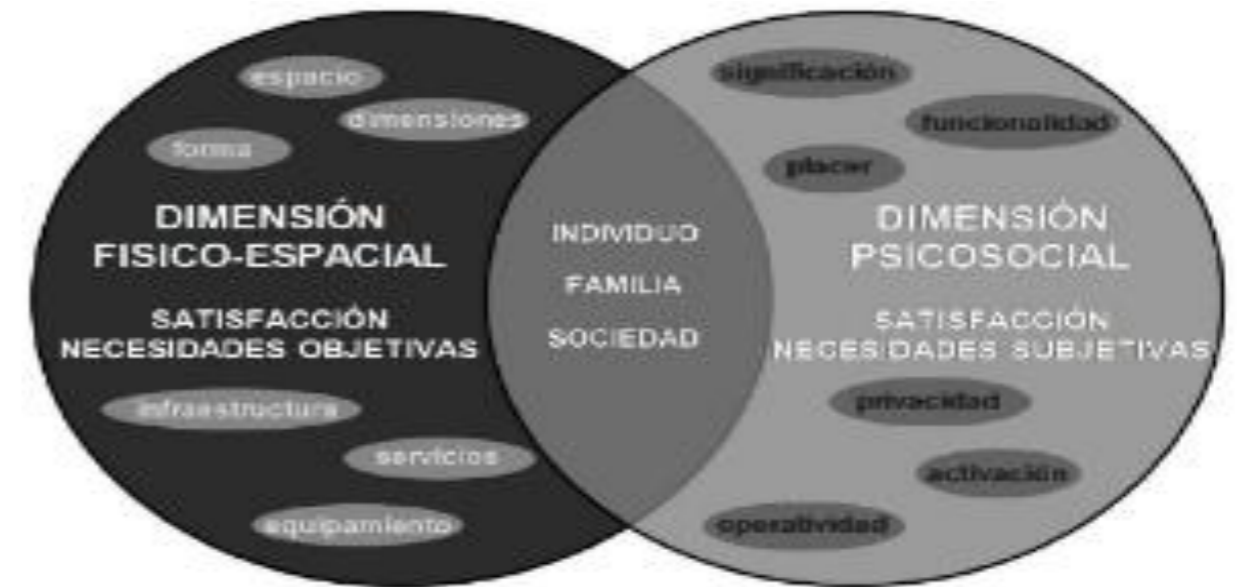 espacio
dimensiones
forma
DIMENSIÓN
FISICO-ESPACIAL
SATISFACCIÓN
NECESIDADES OBJETIVAS
infraestructura
servicios
equipamiento
INDIVIDUO
FAMILIA
SOCIEDAD
significación
funcionalidad
placer
DIMENSIÓN
PSICOSOCIAL
SATISFACCIÓN
NECESIDADES SUBJETIVAS
privacidad
activación
operatividad